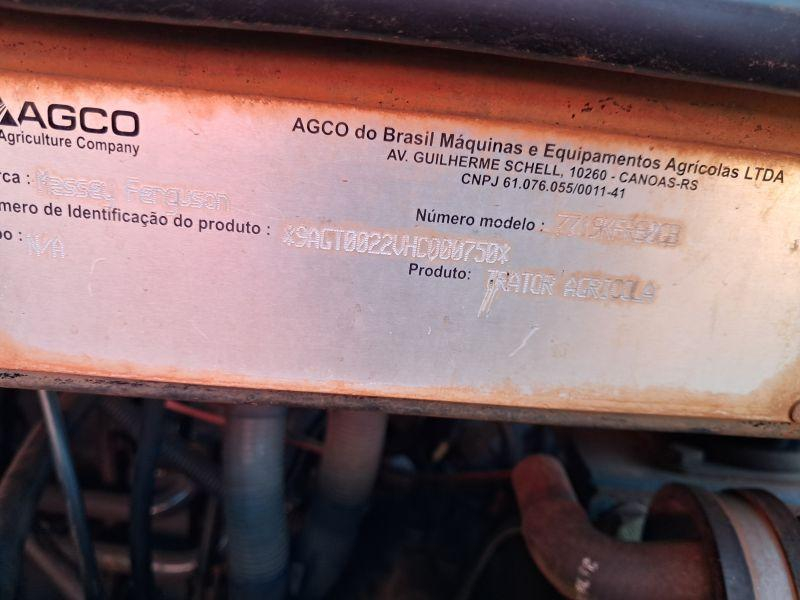 AGCO
Agriculture Company
AGCO do Brasil Máquinas e Equipamentos Agrícolas LTDA
AV. GUILHERME SCHELL, 10260 - CANOAS-RS
CNPJ 61.076.055/0011-41
rca : Massey Ferguson
Número modelo :
mero de Identificação do produto : *9AGT0022VHC000750*
po : N/A
Produto: TRATOR AGRICOLA